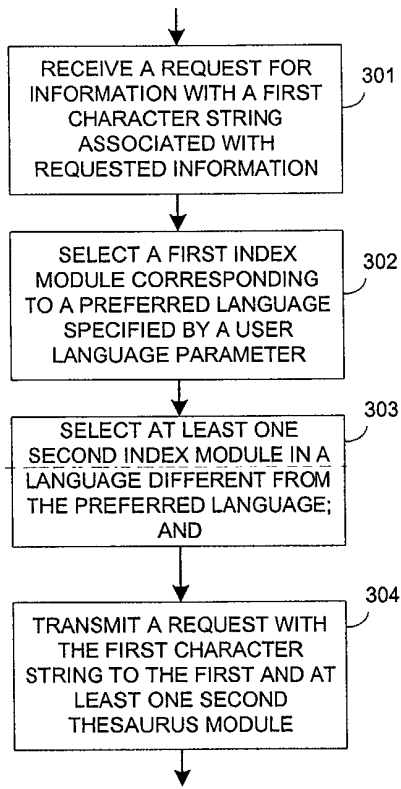 RECEIVE A REQUEST FOR
INFORMATION WITH A FIRST
CHARACTER STRING
ASSOCIATED WITH
REQUESTED INFORMATION
301
SELECT A FIRST INDEX
MODULE CORRESPONDING
TO A PREFERRED LANGUAGE
SPECIFIED BY A USER
LANGUAGE PARAMETER
302
SELECT AT LEAST ONE
SECOND INDEX MODULE IN A
LANGUAGE DIFFERENT FROM
THE PREFERRED LANGUAGE;
AND
303
TRANSMIT A REQUEST WITH
THE FIRST CHARACTER
STRING TO THE FIRST AND AT
LEAST ONE SECOND
THESAURUS MODULE
304